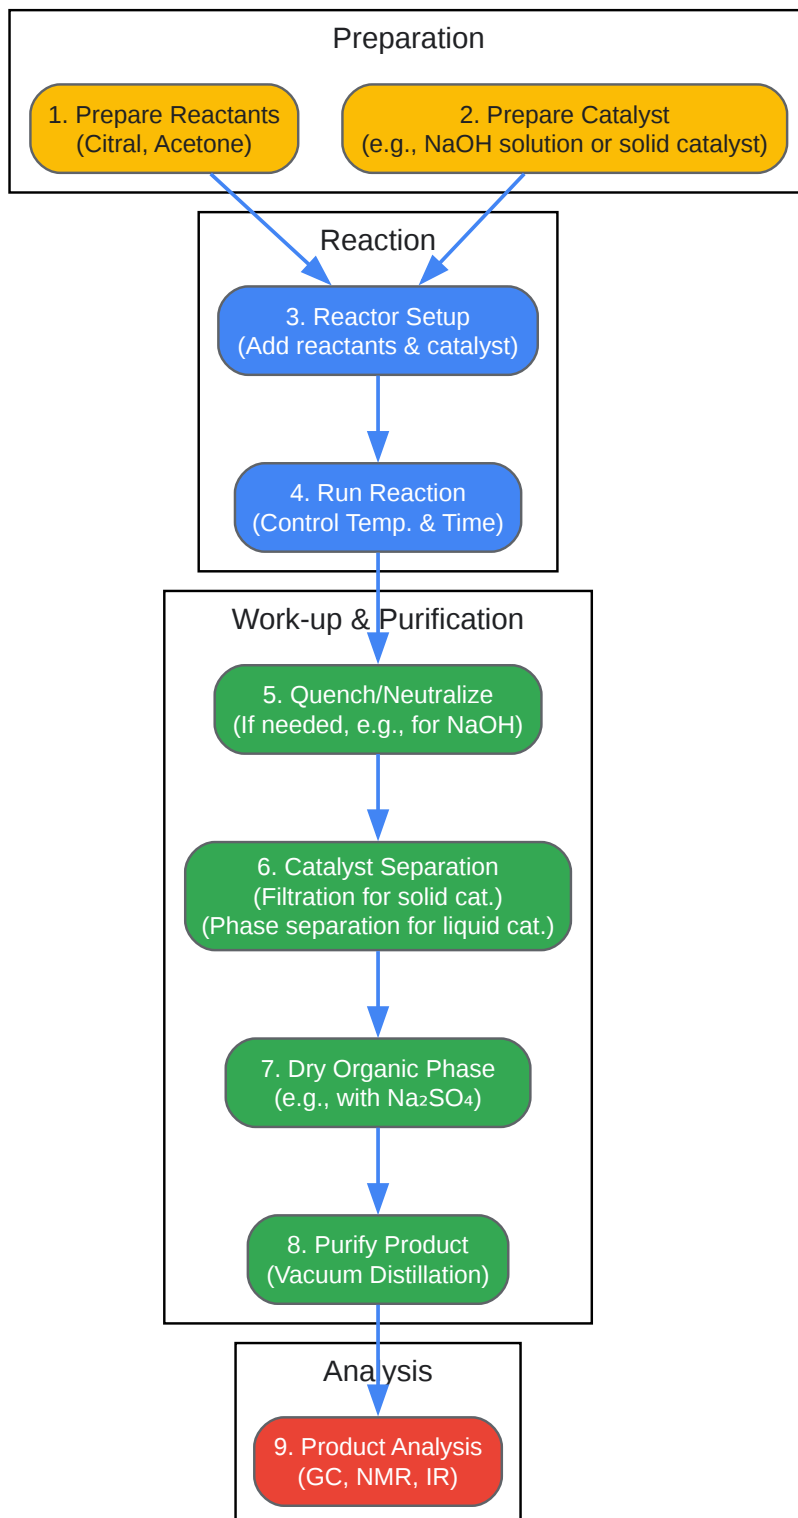 Preparation
1. Prepare Reactants
(Citral, Acetone)
2. Prepare Catalyst
(e.g., NaOH solution or solid catalyst)
Reaction
3. Reactor Setup
(Add reactants & catalyst)
4. Run Reaction
(Control Temp. & Time)
Work-up & Purification
5. Quench/Neutralize
(If needed, e.g., for NaOH)
6. Catalyst Separation
(Filtration for solid cat.)
(Phase separation for liquid cat.)
7. Dry Organic Phase
(e.g., with Na₂SO₄)
8. Purify Product
(Vacuum Distillation)
Analysis
9. Product Analysis
(GC, NMR, IR)